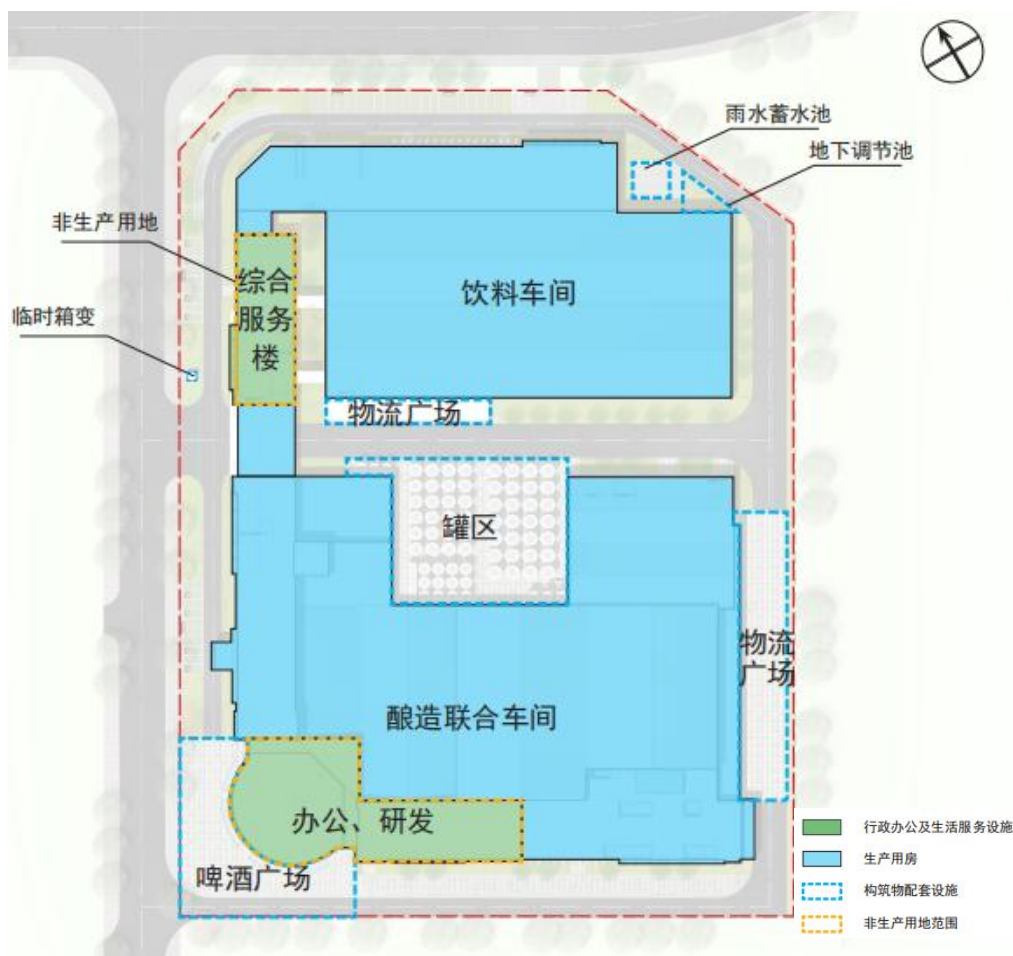 雨水蓄水池
地下调节池
非生产用地
综合
服务
楼
饮料车间
临时箱变
物流广场
罐区
物流
广场
酿造联合车间
办公、研发
啤酒广场
行政办公及生活服务设施
生产用房
构筑物配套设施
非生产用地范围